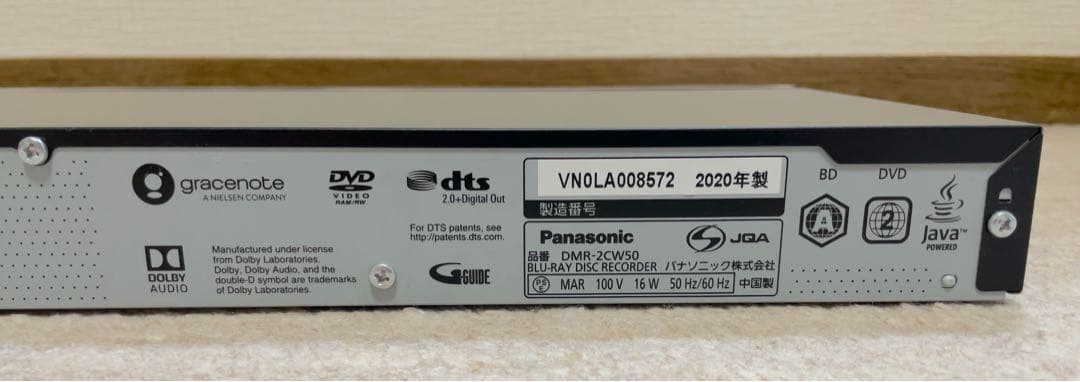 gracenote
A NIELSEN COMPANY
DVD
VIDEO
RAM/RW
dts
2.0+Digital Out
For DTS patents, see
http://patents.dts.com.
DOLBY
AUDIO
Manufactured under license
from Dolby Laboratories.
Dolby, Dolby Audio, and the
double-D symbol are trademarks
of Dolby Laboratories.
G-GUIDE
VN0LA008572 2020年製
製造番号
Panasonic
JQA
品番 DMR-2CW50
BLU-RAY DISC RECORDER パナソニック株式会社
PSE MAR 100 V 16 W 50 Hz/60 Hz 中国製
BD
A
DVD
2
Java™
POWERED